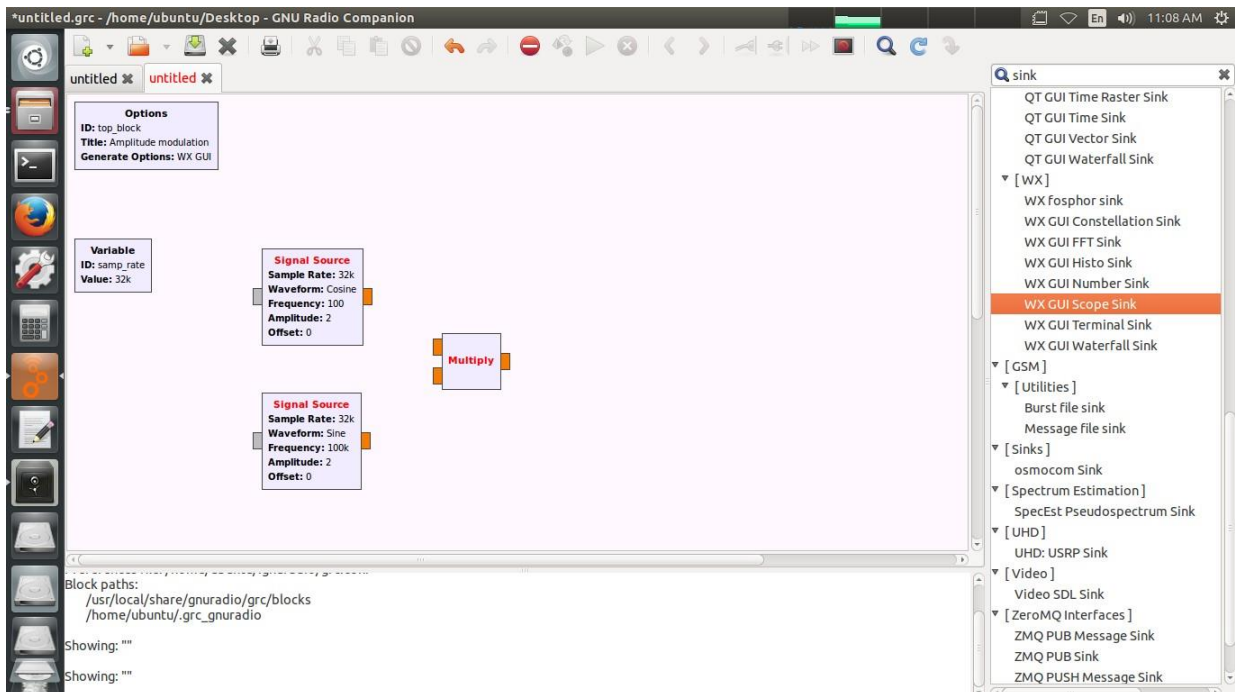 *untitled.grc - /home/ubuntu/Desktop - GNU Radio Companion
En 11:08 AM
untitled
untitled
Options
ID: top_block
Title: Amplitude modulation
Generate Options: WX GUI
Variable
ID: samp_rate
Value: 32k
Signal Source
Sample Rate: 32k
Waveform: Cosine
Frequency: 100
Amplitude: 2
Offset: 0
Multiply
Signal Source
Sample Rate: 32k
Waveform: Sine
Frequency: 100k
Amplitude: 2
Offset: 0
Block paths:
/usr/local/share/gnuradio/grc/blocks
/home/ubuntu/.grc_gnuradio
Showing: ""
Showing: ""
sink
QT GUI Time Raster Sink
QT GUI Time Sink
QT GUI Vector Sink
QT GUI Waterfall Sink
[ WX ]
WX fosphor sink
WX GUI Constellation Sink
WX GUI FFT Sink
WX GUI Histo Sink
WX GUI Number Sink
WX GUI Scope Sink
WX GUI Terminal Sink
WX GUI Waterfall Sink
[ GSM ]
[ Utilities ]
Burst file sink
Message file sink
[ Sinks ]
osmocom Sink
[ Spectrum Estimation ]
SpecEst Pseudospectrum Sink
[ UHD ]
UHD: USRP Sink
[ Video ]
Video SDL Sink
[ ZeroMQ Interfaces ]
ZMQ PUB Message Sink
ZMQ PUB Sink
ZMQ PUSH Message Sink